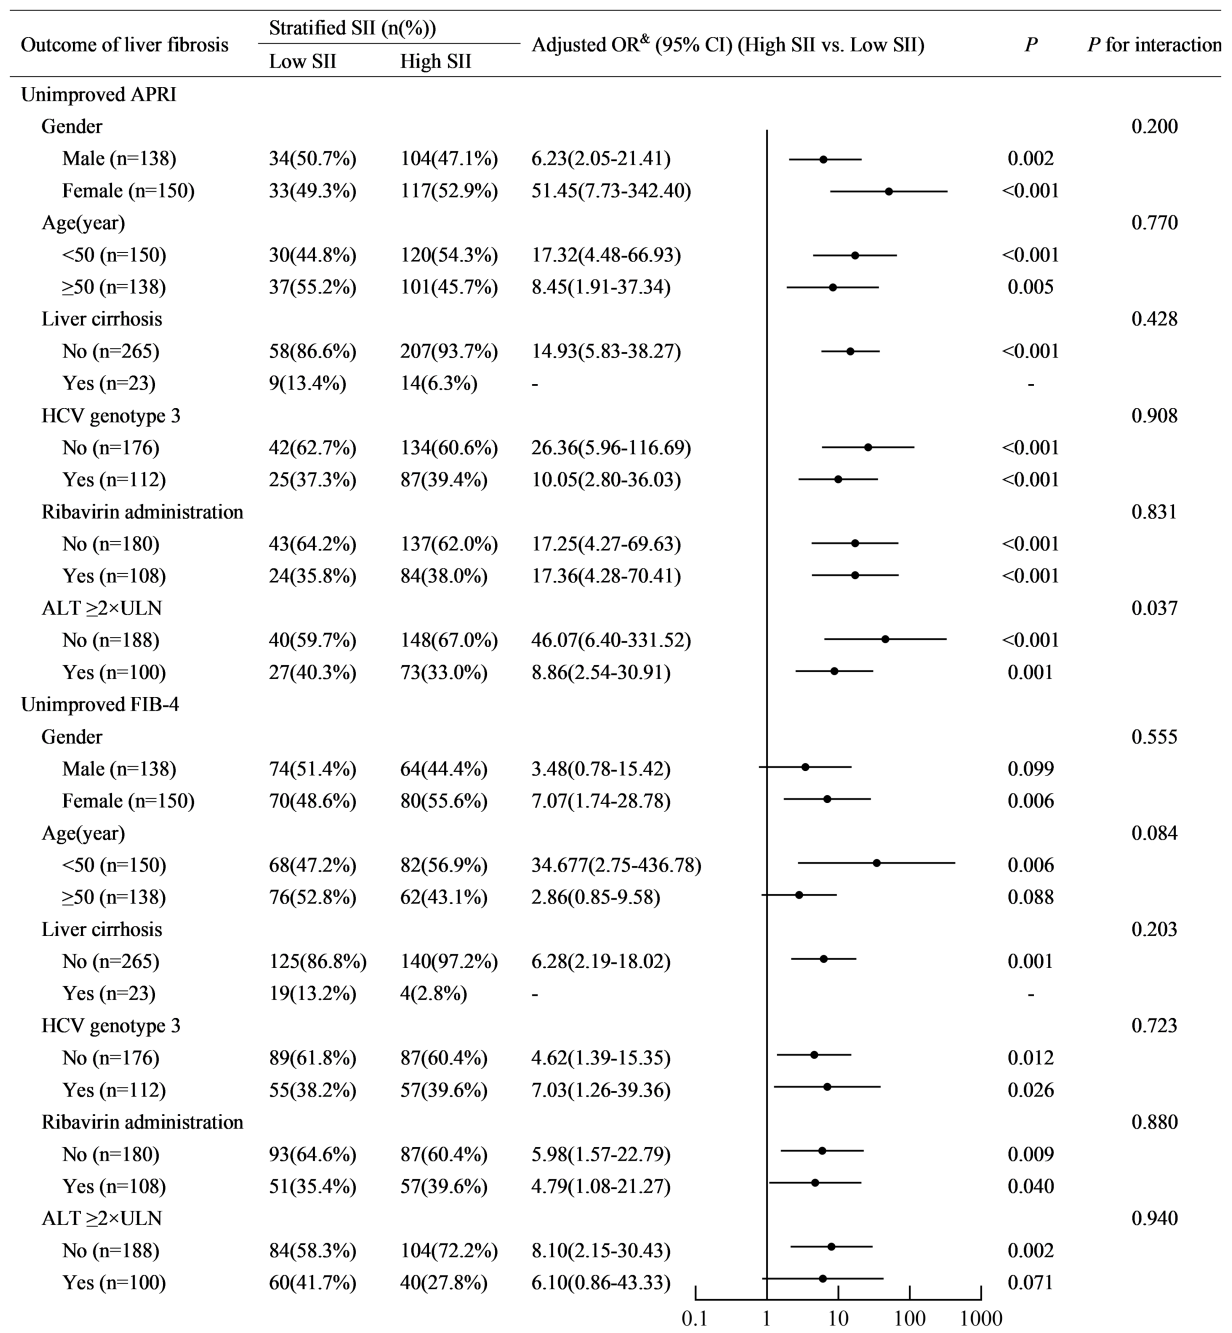 Outcome of liver fibrosis Stratified SII (n(%)) Adjusted OR& (95% CI) (High SII vs. Low SII) P P for interaction
Low SII High SII
Unimproved APRI
Gender 0.200
Male (n=138) 34(50.7%) 104(47.1%) 6.23(2.05-21.41) 0.002
Female (n=150) 33(49.3%) 117(52.9%) 51.45(7.73-342.40) <0.001
Age(year) 0.770
<50 (n=150) 30(44.8%) 120(54.3%) 17.32(4.48-66.93) <0.001
≥50 (n=138) 37(55.2%) 101(45.7%) 8.45(1.91-37.34) 0.005
Liver cirrhosis 0.428
No (n=265) 58(86.6%) 207(93.7%) 14.93(5.83-38.27) <0.001
Yes (n=23) 9(13.4%) 14(6.3%) - -
HCV genotype 3 0.908
No (n=176) 42(62.7%) 134(60.6%) 26.36(5.96-116.69) <0.001
Yes (n=112) 25(37.3%) 87(39.4%) 10.05(2.80-36.03) <0.001
Ribavirin administration 0.831
No (n=180) 43(64.2%) 137(62.0%) 17.25(4.27-69.63) <0.001
Yes (n=108) 24(35.8%) 84(38.0%) 17.36(4.28-70.41) <0.001
ALT ≥2×ULN 0.037
No (n=188) 40(59.7%) 148(67.0%) 46.07(6.40-331.52) <0.001
Yes (n=100) 27(40.3%) 73(33.0%) 8.86(2.54-30.91) 0.001
Unimproved FIB-4
Gender 0.555
Male (n=138) 74(51.4%) 64(44.4%) 3.48(0.78-15.42) 0.099
Female (n=150) 70(48.6%) 80(55.6%) 7.07(1.74-28.78) 0.006
Age(year) 0.084
<50 (n=150) 68(47.2%) 82(56.9%) 34.677(2.75-436.78) 0.006
≥50 (n=138) 76(52.8%) 62(43.1%) 2.86(0.85-9.58) 0.088
Liver cirrhosis 0.203
No (n=265) 125(86.8%) 140(97.2%) 6.28(2.19-18.02) 0.001
Yes (n=23) 19(13.2%) 4(2.8%) - -
HCV genotype 3 0.723
No (n=176) 89(61.8%) 87(60.4%) 4.62(1.39-15.35) 0.012
Yes (n=112) 55(38.2%) 57(39.6%) 7.03(1.26-39.36) 0.026
Ribavirin administration 0.880
No (n=180) 93(64.6%) 87(60.4%) 5.98(1.57-22.79) 0.009
Yes (n=108) 51(35.4%) 57(39.6%) 4.79(1.08-21.27) 0.040
ALT ≥2×ULN 0.940
No (n=188) 84(58.3%) 104(72.2%) 8.10(2.15-30.43) 0.002
Yes (n=100) 60(41.7%) 40(27.8%) 6.10(0.86-43.33) 0.071
0.1 1 10 100 1000